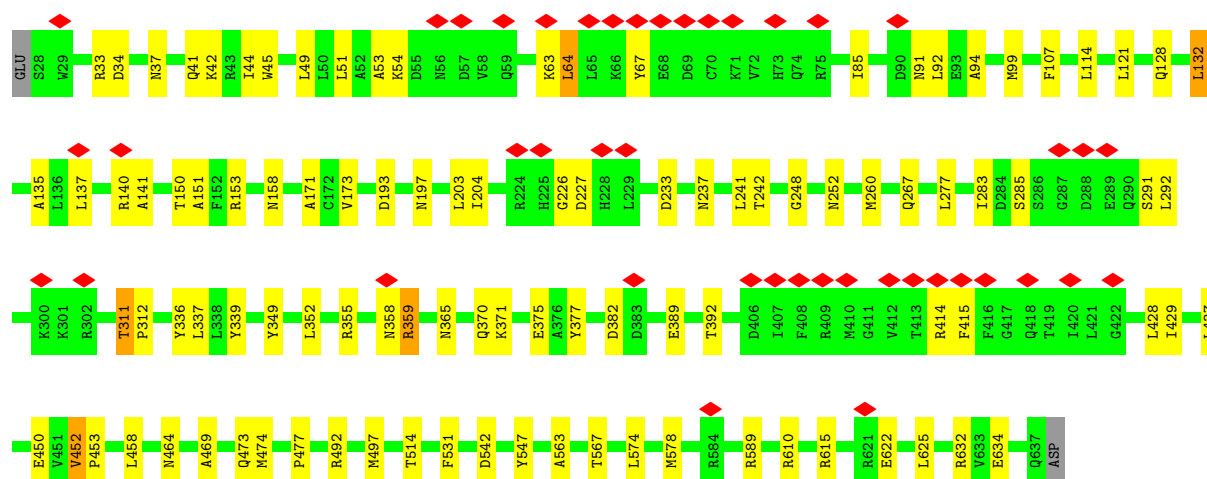 GLU S28 W29 R33 D34 N37 Q41 K42 R43 I44 W45 L49 L50 L51 A52 A53 K54 D55 N56 D57 V58 Q59 K63 L64 L65 K66 Y67 E68 D69 C70 K71 V72 H73 Q74 R75 I85 D90 N91 L92 E93 A94 M99 F107 L114 L121 Q128 L132
A135 L136 L137 R140 A141 T150 A151 F152 R153 N158 A171 C172 V173 D193 N197 L203 I204 R224 H225 G226 D227 H228 L229 D233 N237 L241 T242 G248 N252 M260 Q267 L277 I283 D284 S285 S286 G287 D288 E289 Q290 S291 L292
K300 K301 R302 T311 P312 Y336 L337 L338 Y339 Y349 L352 R355 N358 R359 N365 Q370 K371 E375 A376 Y377 D382 D383 E389 T392 D406 I407 F408 R409 M410 G411 V412 T413 R414 F415 F416 G417 Q418 T419 I420 L421 G422 L428 I429
E450 V451 V452 P453 L458 N464 A469 Q473 M474 P477 R492 M497 T514 F531 D542 Y547 A563 T567 L574 M578 R584 R589 R610 R615 R621 E622 L625 R632 V633 E634 Q637 ASP